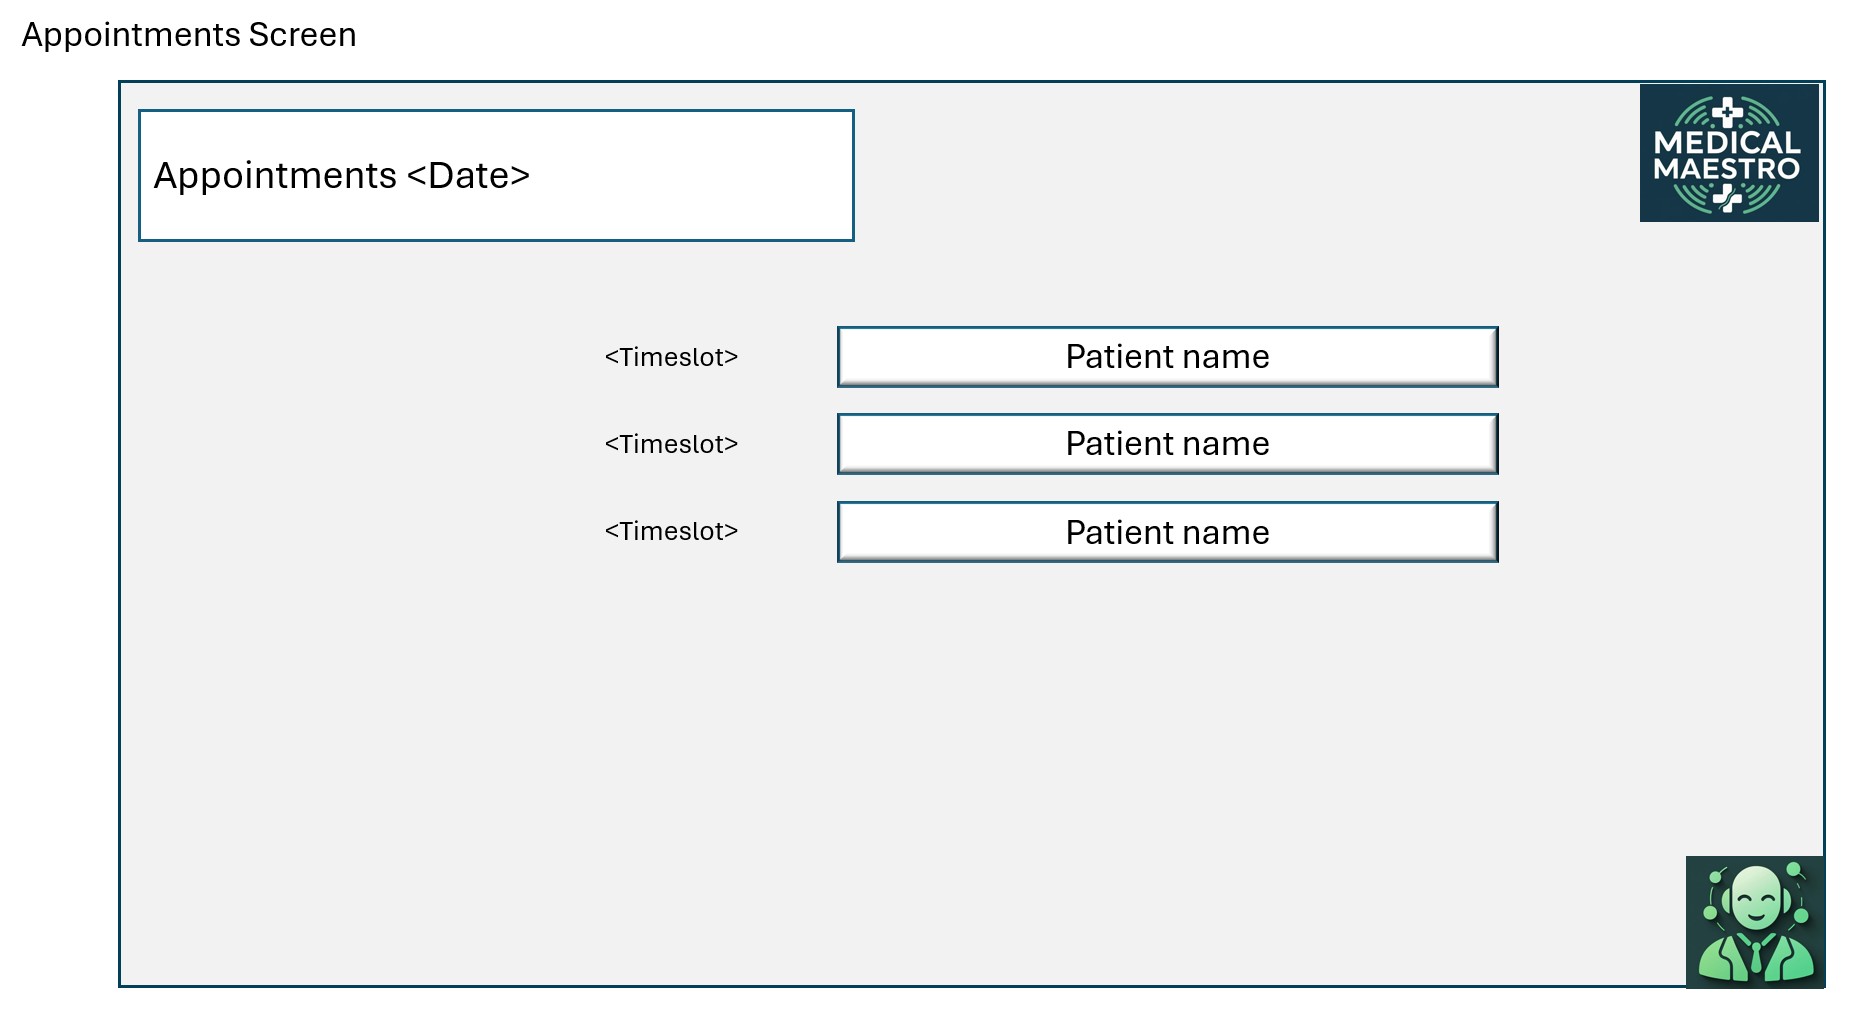 Appointments Screen
Appointments <Date>
MEDICAL
MAESTRO
<Timeslot> Patient name
<Timeslot> Patient name
<Timeslot> Patient name